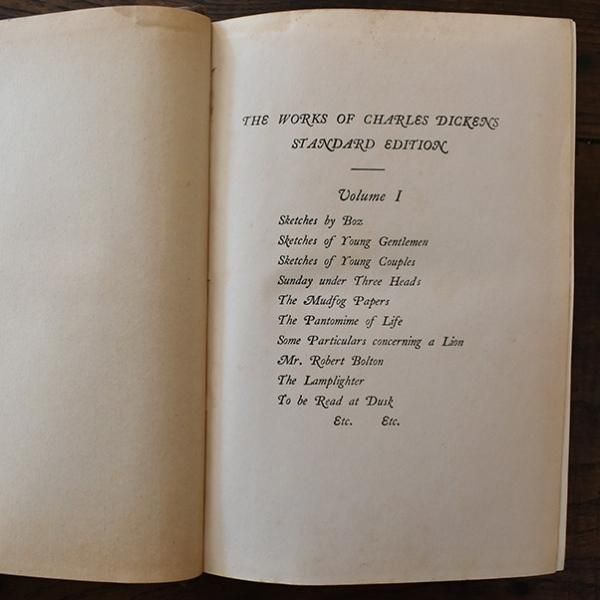 THE WORKS OF CHARLES DICKENS
STANDARD EDITION
Volume I
Sketches by Boz
Sketches of Young Gentlemen
Sketches of Young Couples
Sunday under Three Heads
The Mudfog Papers
The Pantomime of Life
Some Particulars concerning a Lion
Mr. Robert Bolton
The Lamplighter
To be Read at Dusk
Etc. Etc.